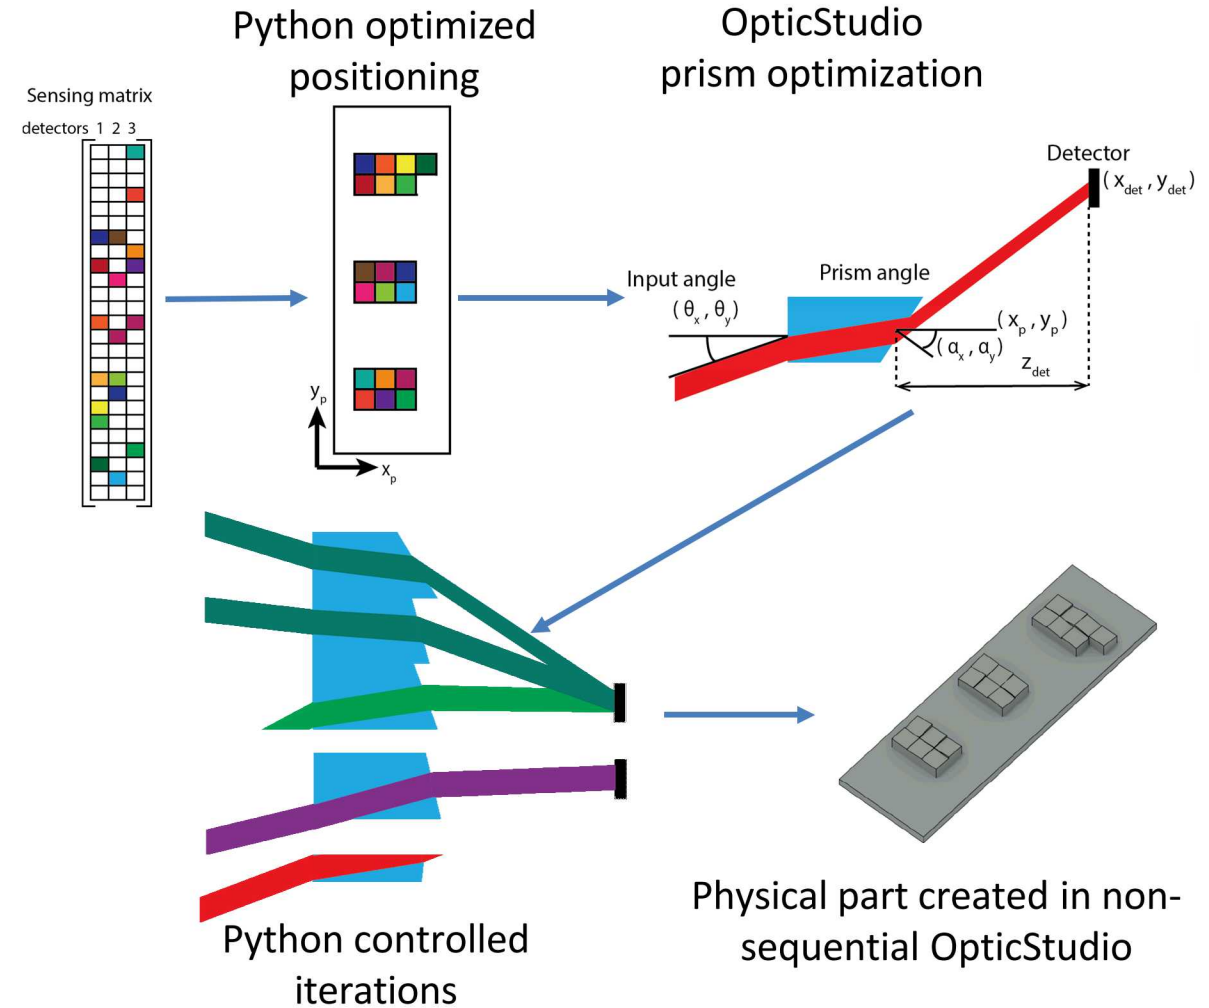 Python optimized
positioning
OpticStudio
prism optimization
Sensing matrix
detectors 1 2 3
Detector
(x_det , y_det)
Input angle
(θ_x , θ_y)
Prism angle
(x_p , y_p)
(α_x , α_y)
z_det
y_p
x_p
Python controlled
iterations
Physical part created in non-
sequential OpticStudio